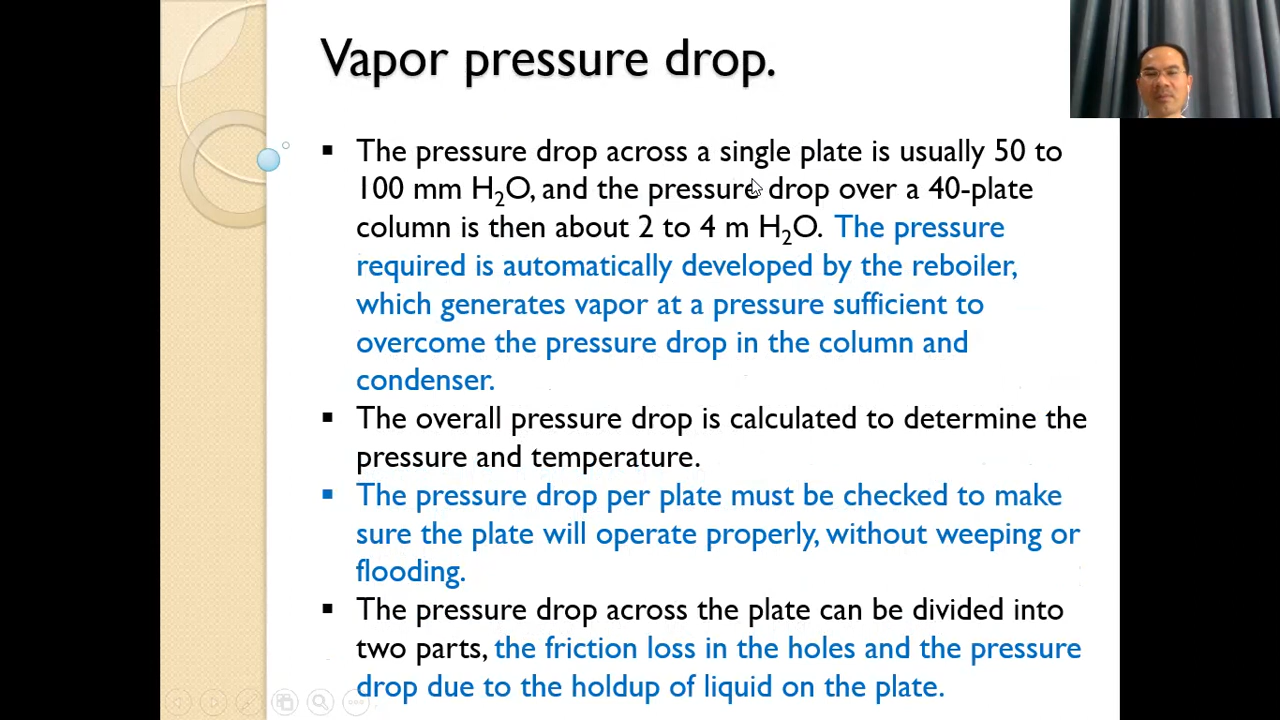 Vapor pressure drop.
▪ The pressure drop across a single plate is usually 50 to
100 mm H₂O, and the pressure drop over a 40-plate
column is then about 2 to 4 m H₂O. The pressure
required is automatically developed by the reboiler,
which generates vapor at a pressure sufficient to
overcome the pressure drop in the column and
condenser.
▪ The overall pressure drop is calculated to determine the
pressure and temperature.
▪ The pressure drop per plate must be checked to make
sure the plate will operate properly, without weeping or
flooding.
▪ The pressure drop across the plate can be divided into
two parts, the friction loss in the holes and the pressure
drop due to the holdup of liquid on the plate.